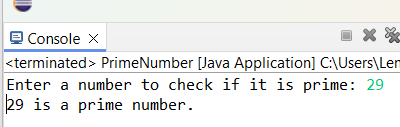 Console
<terminated> PrimeNumber [Java Application] C:\Users\Len
Enter a number to check if it is prime: 29
29 is a prime number.